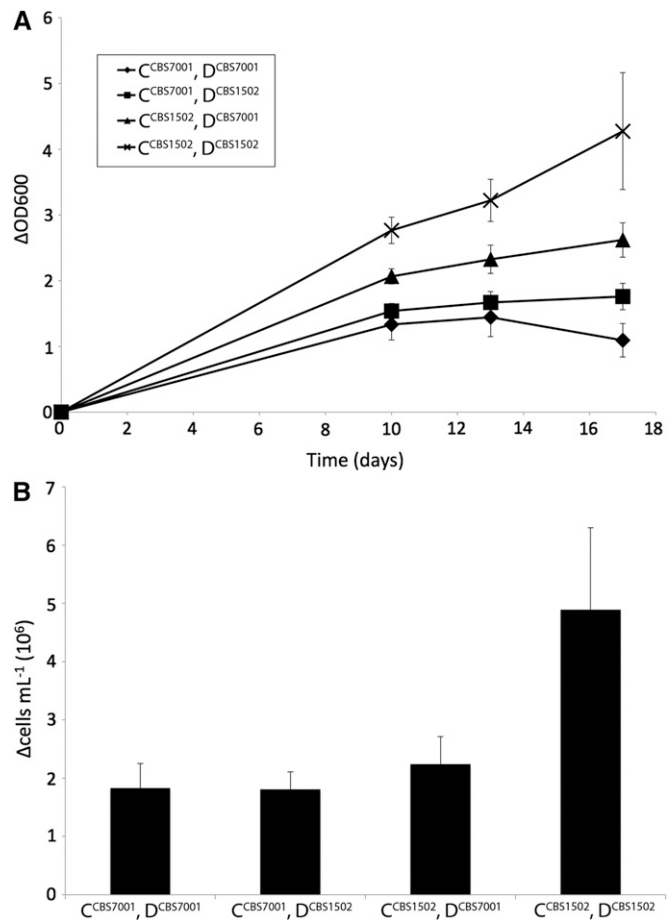 A
6
5
4
3
2
1
0
ΔOD600
C^CBS7001, D^CBS7001
C^CBS7001, D^CBS1502
C^CBS1502, D^CBS7001
C^CBS1502, D^CBS1502
0 2 4 6 8 10 12 14 16 18
Time (days)
B
7
6
5
4
3
2
1
0
Δcells mL⁻¹ (10⁶)
C^CBS7001, D^CBS7001 C^CBS7001, D^CBS1502 C^CBS1502, D^CBS7001 C^CBS1502, D^CBS1502